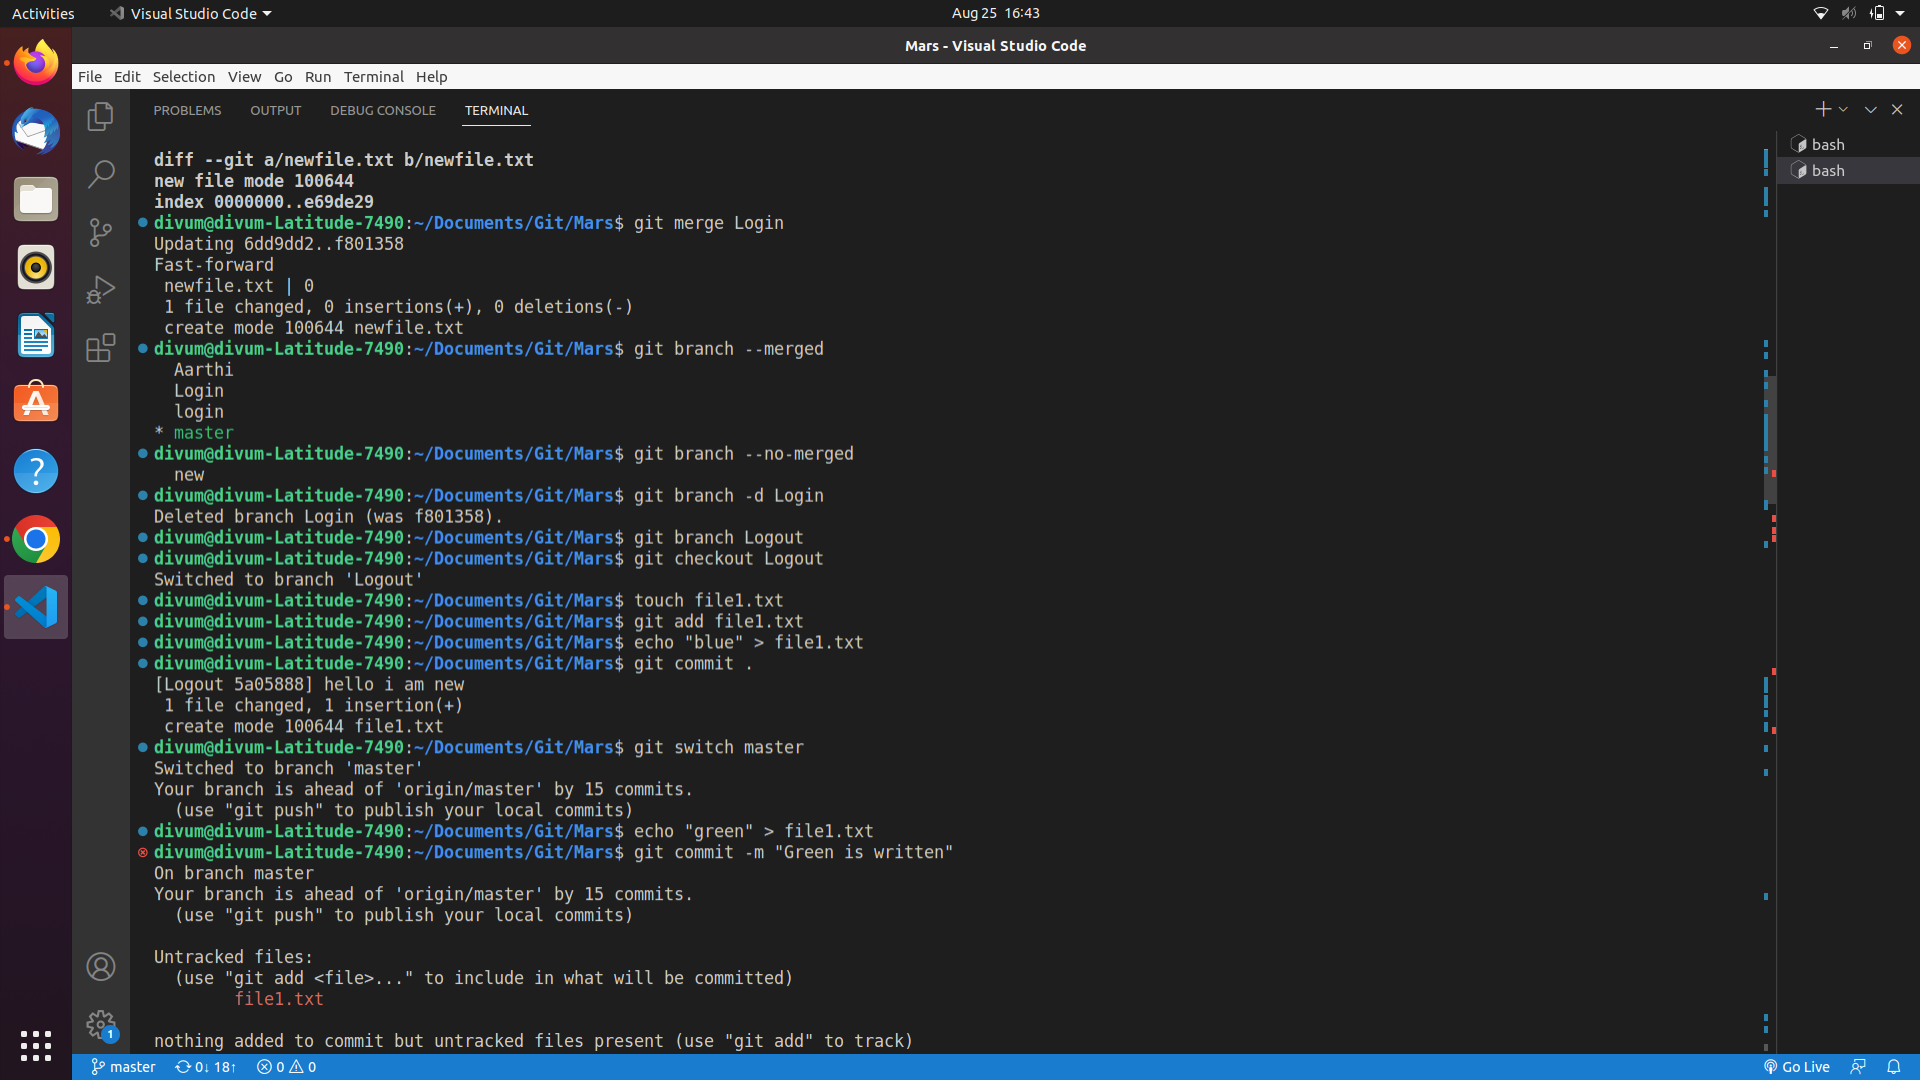 Activities
Visual Studio Code
Aug 25 16:43
Mars - Visual Studio Code
File Edit Selection View Go Run Terminal Help
PROBLEMS OUTPUT DEBUG CONSOLE TERMINAL
bash
bash
diff --git a/newfile.txt b/newfile.txt
new file mode 100644
index 0000000..e69de29
divum@divum-Latitude-7490:~/Documents/Git/Mars$ git merge Login
Updating 6dd9dd2..f801358
Fast-forward
 newfile.txt | 0
 1 file changed, 0 insertions(+), 0 deletions(-)
 create mode 100644 newfile.txt
divum@divum-Latitude-7490:~/Documents/Git/Mars$ git branch --merged
  Aarthi
  Login
  login
* master
divum@divum-Latitude-7490:~/Documents/Git/Mars$ git branch --no-merged
  new
divum@divum-Latitude-7490:~/Documents/Git/Mars$ git branch -d Login
Deleted branch Login (was f801358).
divum@divum-Latitude-7490:~/Documents/Git/Mars$ git branch Logout
divum@divum-Latitude-7490:~/Documents/Git/Mars$ git checkout Logout
Switched to branch 'Logout'
divum@divum-Latitude-7490:~/Documents/Git/Mars$ touch file1.txt
divum@divum-Latitude-7490:~/Documents/Git/Mars$ git add file1.txt
divum@divum-Latitude-7490:~/Documents/Git/Mars$ echo "blue" > file1.txt
divum@divum-Latitude-7490:~/Documents/Git/Mars$ git commit .
[Logout 5a05888] hello i am new
 1 file changed, 1 insertion(+)
 create mode 100644 file1.txt
divum@divum-Latitude-7490:~/Documents/Git/Mars$ git switch master
Switched to branch 'master'
Your branch is ahead of 'origin/master' by 15 commits.
  (use "git push" to publish your local commits)
divum@divum-Latitude-7490:~/Documents/Git/Mars$ echo "green" > file1.txt
divum@divum-Latitude-7490:~/Documents/Git/Mars$ git commit -m "Green is written"
On branch master
Your branch is ahead of 'origin/master' by 15 commits.
  (use "git push" to publish your local commits)
Untracked files:
  (use "git add <file>..." to include in what will be committed)
        file1.txt
nothing added to commit but untracked files present (use "git add" to track)
1
master 0↓ 18↑ 0 0
Go Live